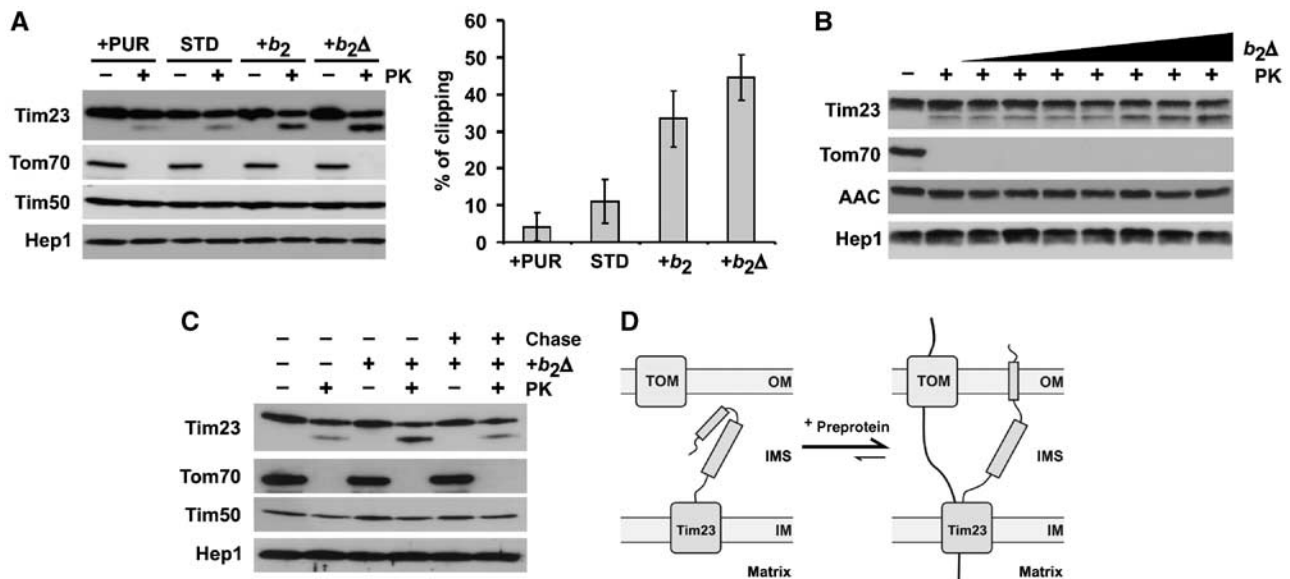 A
+PUR STD +b2 +b2Δ
– + – + – + – + PK
Tim23
Tom70
Tim50
Hep1
% of clipping
60
50
40
30
20
10
0
+PUR STD +b2 +b2Δ
B
b2Δ
– + + + + + + + + PK
Tim23
Tom70
AAC
Hep1
C
– – – – + + Chase
– – + + + + +b2Δ
– + – + – + PK
Tim23
Tom70
Tim50
Hep1
D
TOM OM
IMS
Tim23 IM
Matrix
+ Preprotein
TOM OM
IMS
Tim23 IM
Matrix